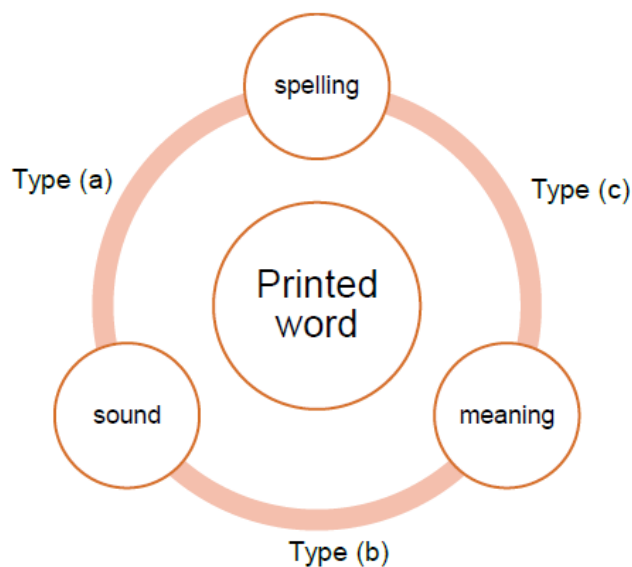 spelling
Type (a)
Type (c)
Printed
word
sound
meaning
Type (b)